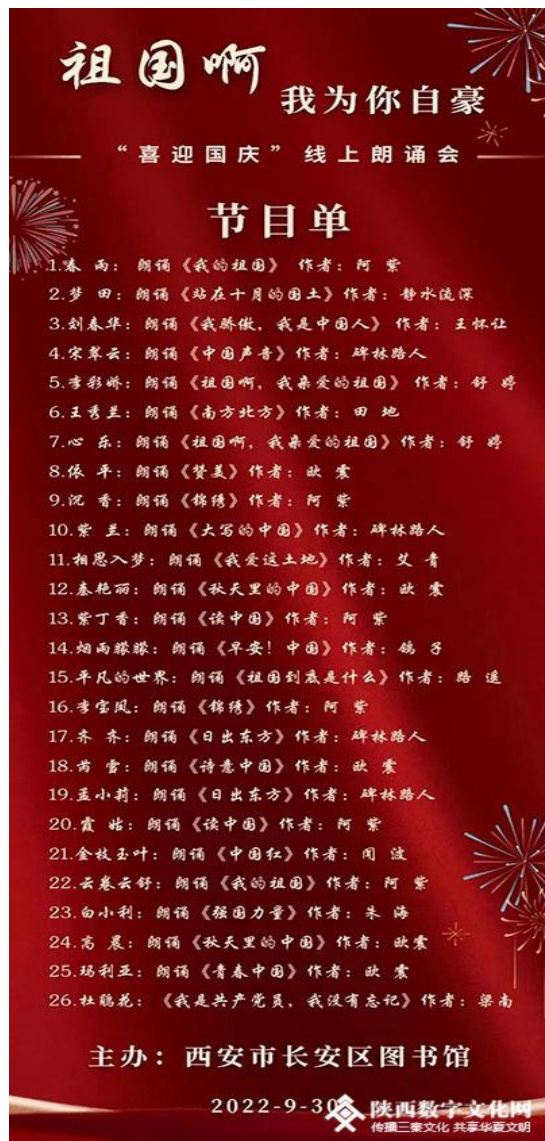 祖国啊
我为你自豪
“喜迎国庆”线上朗诵会
节目单
1.春 雨：朗诵《我的祖国》 作者：阿 紫
2.梦 田：朗诵《站在十月的国土》作者：静水流深
3.刘春华：朗诵《我骄傲，我是中国人》 作者：王怀让
4.宋翠云：朗诵《中国声音》作者：碑林路人
5.李彩娇：朗诵《祖国啊，我亲爱的祖国》 作者：舒 婷
6.王秀兰：朗诵《南方北方》作者：田 地
7.心 乐：朗诵《祖国啊，我亲爱的祖国》作者：舒 婷
8.依 平：朗诵《赞美》作者：欧 震
9.沉 香：朗诵《锦绣》作者：阿 紫
10.紫 兰：朗诵《大写的中国》作者：碑林路人
11.相思入梦：朗诵《我爱这土地》作者：艾 青
12.秦艳丽：朗诵《秋天里的中国》作者：欧 震
13.紫丁香：朗诵《读中国》作者：阿 紫
14.烟雨朦朦：朗诵《早安！中国》作者：鸽 子
15.平凡的世界：朗诵《祖国到底是什么》作者：路 遥
16.李宝凤：朗诵《锦绣》作者：阿 紫
17.齐 齐：朗诵《日出东方》作者：碑林路人
18.芮 雪：朗诵《诗意中国》作者：欧 震
19.孟小莉：朗诵《日出东方》作者：碑林路人
20.霞 姑：朗诵《读中国》作者：阿 紫
21.金枝玉叶：朗诵《中国红》作者：闻 波
22.云卷云舒：朗诵《我的祖国》作者：阿 紫
23.白小利：朗诵《强国力量》作者：朱 海
24.高 晨：朗诵《秋天里的中国》作者：欧震
25.玛利亚：朗诵《青春中国》作者：欧 震
26.杜鹃花：《我是共产党员，我没有忘记》作者：梁南
主办：西安市长安区图书馆
2022-9-30
陕西数字文化网
传播三秦文化 共享华夏文明